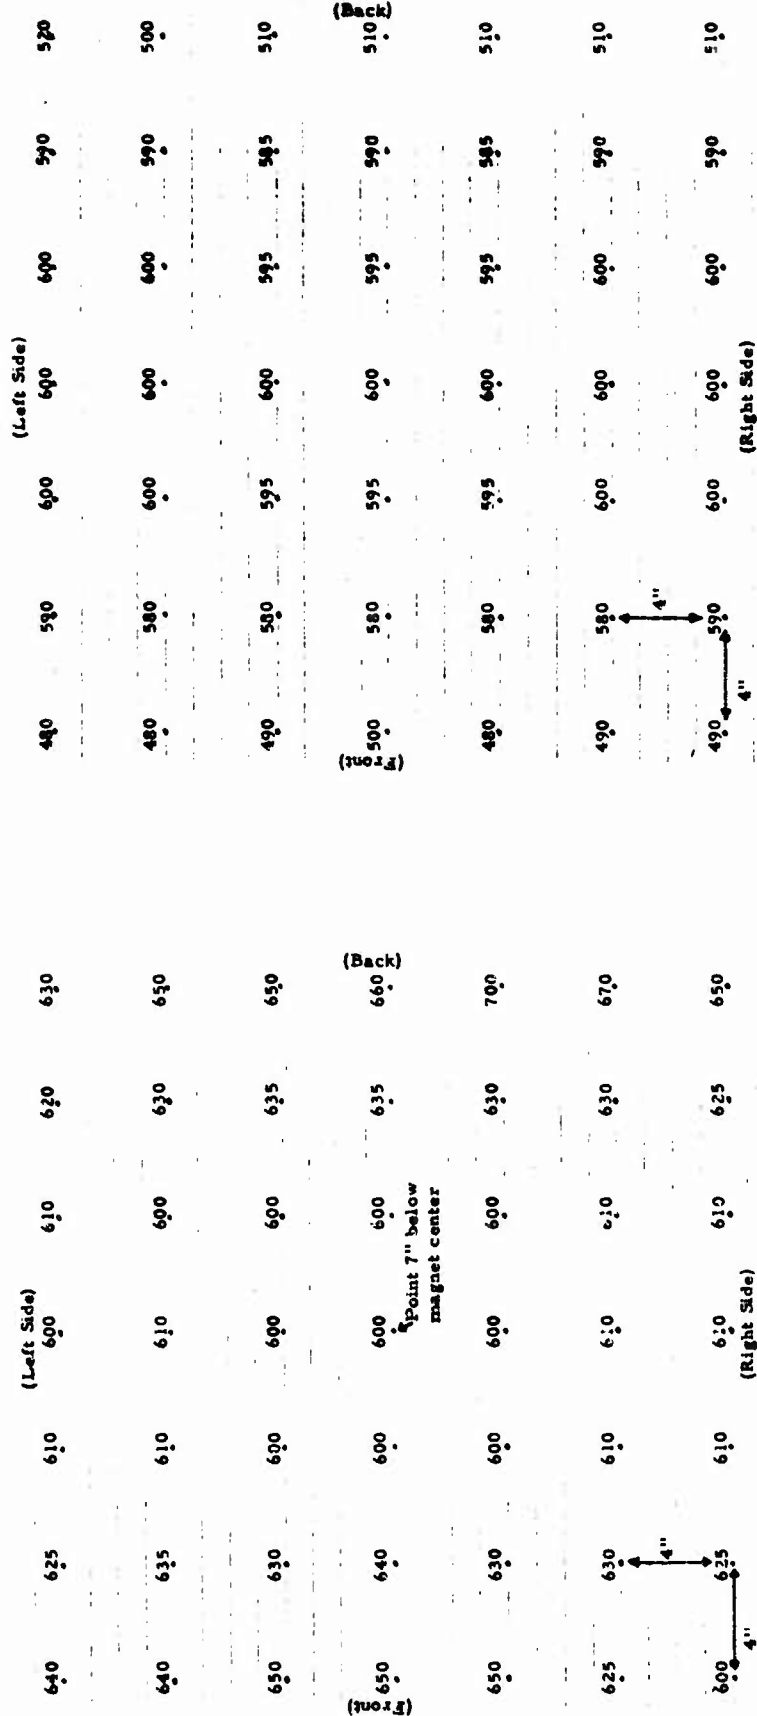 (Back)
520 500 510 510 510 510 510
590 590 585 590 585 590 590
600 600 595 595 595 600 600
(Left Side)
600 600 600 600 600 600 600
(Right Side)
600 600 595 595 595 600 600
590 580 580 580 580 580 590
4"
4"
480 480 490 500 480 490 490
(Front)
(Back)
630 650 650 660 700 670 650
620 630 635 635 630 630 625
610 600 600 600 600 610 610
Point 7" below
magnet center
(Left Side)
600 610 600 600 600 610 610
(Right Side)
610 610 600 600 600 610 610
625 635 630 640 630 630 625
4"
4"
640 640 650 650 650 625 600
(Front)